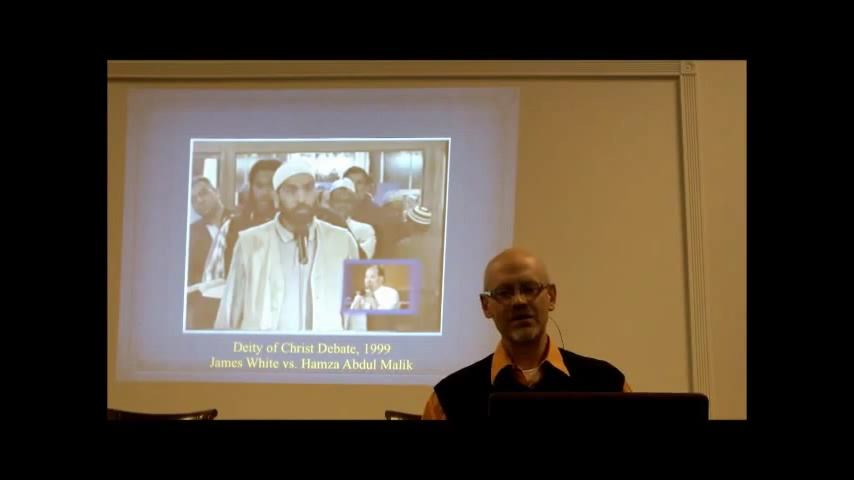 Deity of Christ Debate, 1999
James White vs. Hamza Abdul Malik